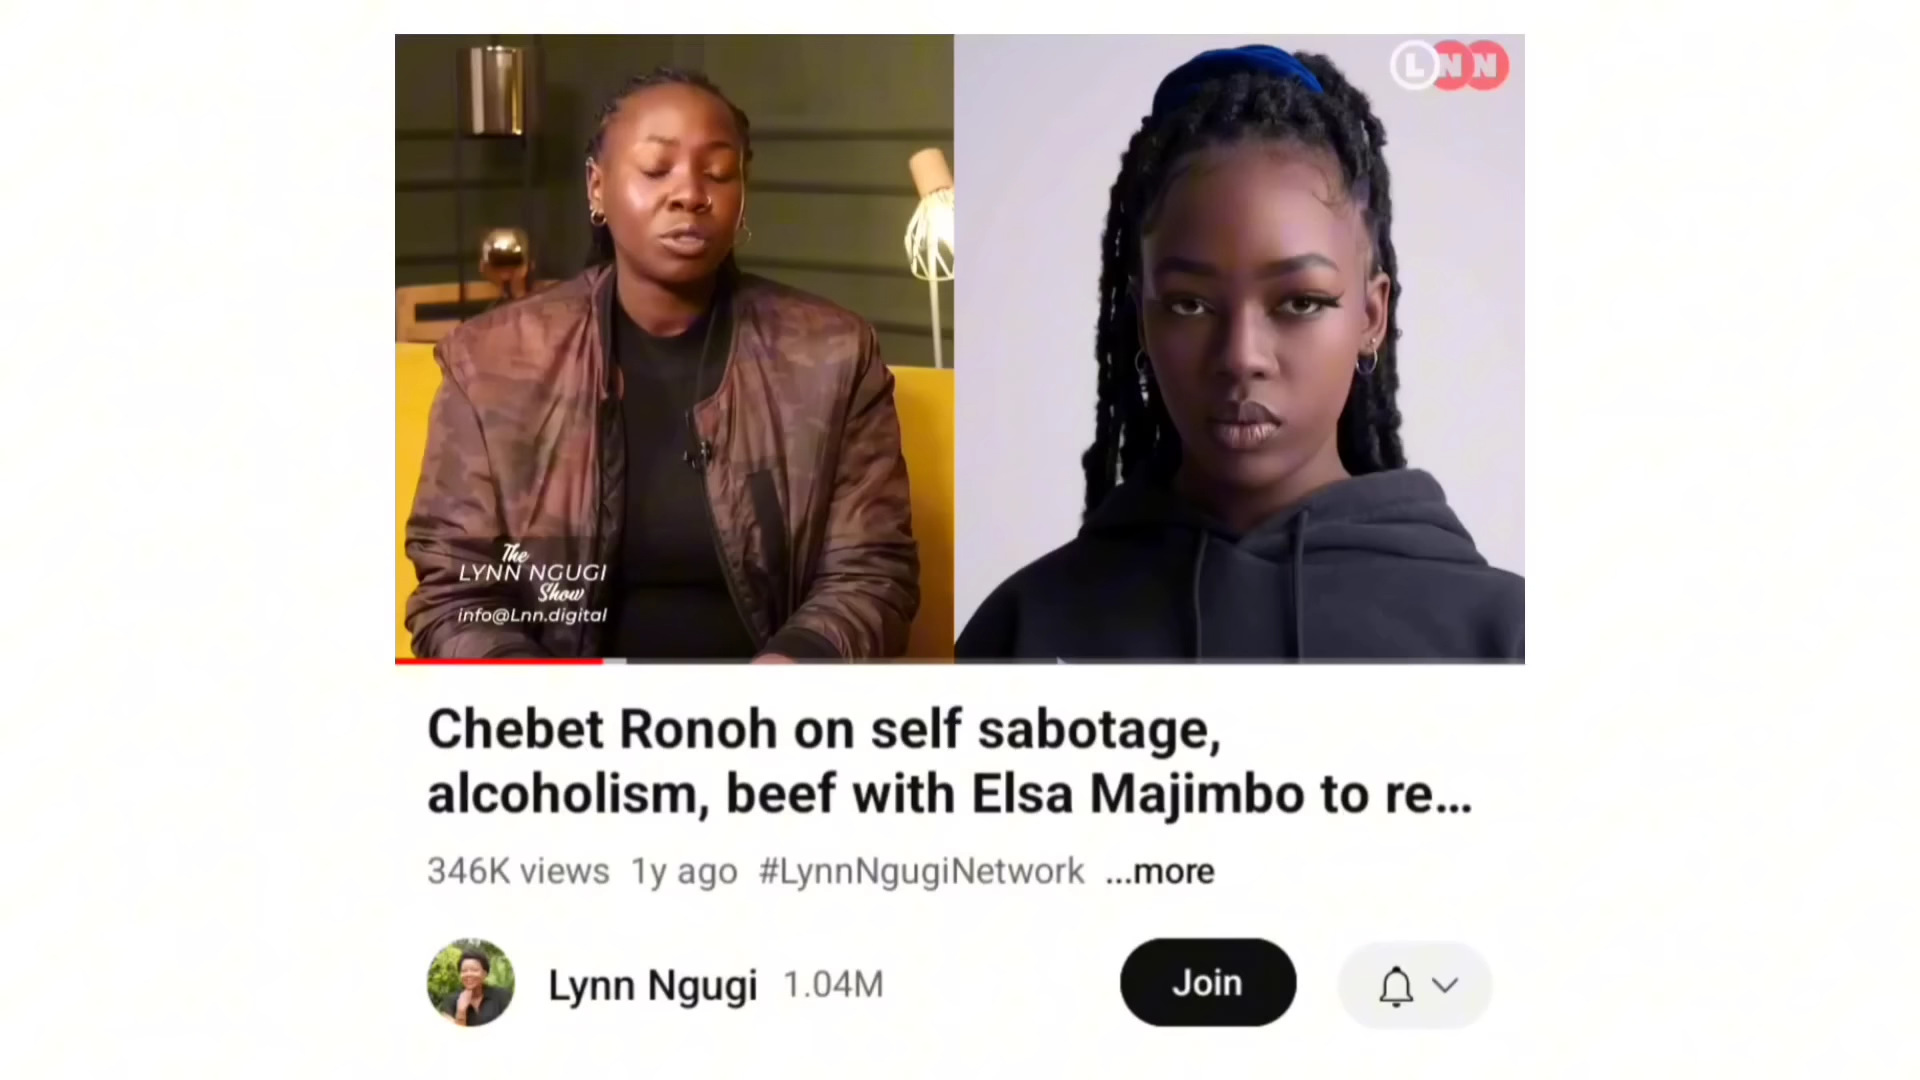 LNN
The
LYNN NGUGI
Show
info@Lnn.digital
Chebet Ronoh on self sabotage,
alcoholism, beef with Elsa Majimbo to re...
346K views 1y ago #LynnNgugiNetwork ...more
Lynn Ngugi 1.04M Join